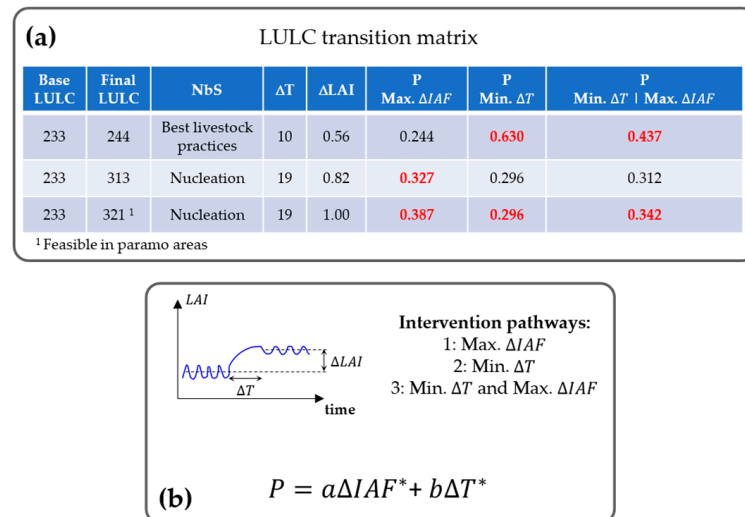 (a)
LULC transition matrix
Base LULC Final LULC NbS ΔT ΔLAI P Max. ΔIAF P Min. ΔT P Min. ΔT | Max. ΔIAF
233 244 Best livestock practices 10 0.56 0.244 0.630 0.437
233 313 Nucleation 19 0.82 0.327 0.296 0.312
233 321 ¹ Nucleation 19 1.00 0.387 0.296 0.342
¹ Feasible in paramo areas
LAI
ΔLAI
ΔT
time
Intervention pathways:
1: Max. ΔIAF
2: Min. ΔT
3: Min. ΔT and Max. ΔIAF
(b)
P = aΔIAF* + bΔT*